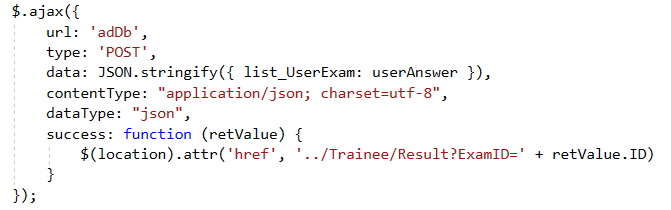 $.ajax({
    url: 'adDb',
    type: 'POST',
    data: JSON.stringify({ list_UserExam: userAnswer }),
    contentType: "application/json; charset=utf-8",
    dataType: "json",
    success: function (retValue) {
        $(location).attr('href', '../Trainee/Result?ExamID=' + retValue.ID)
    }
});